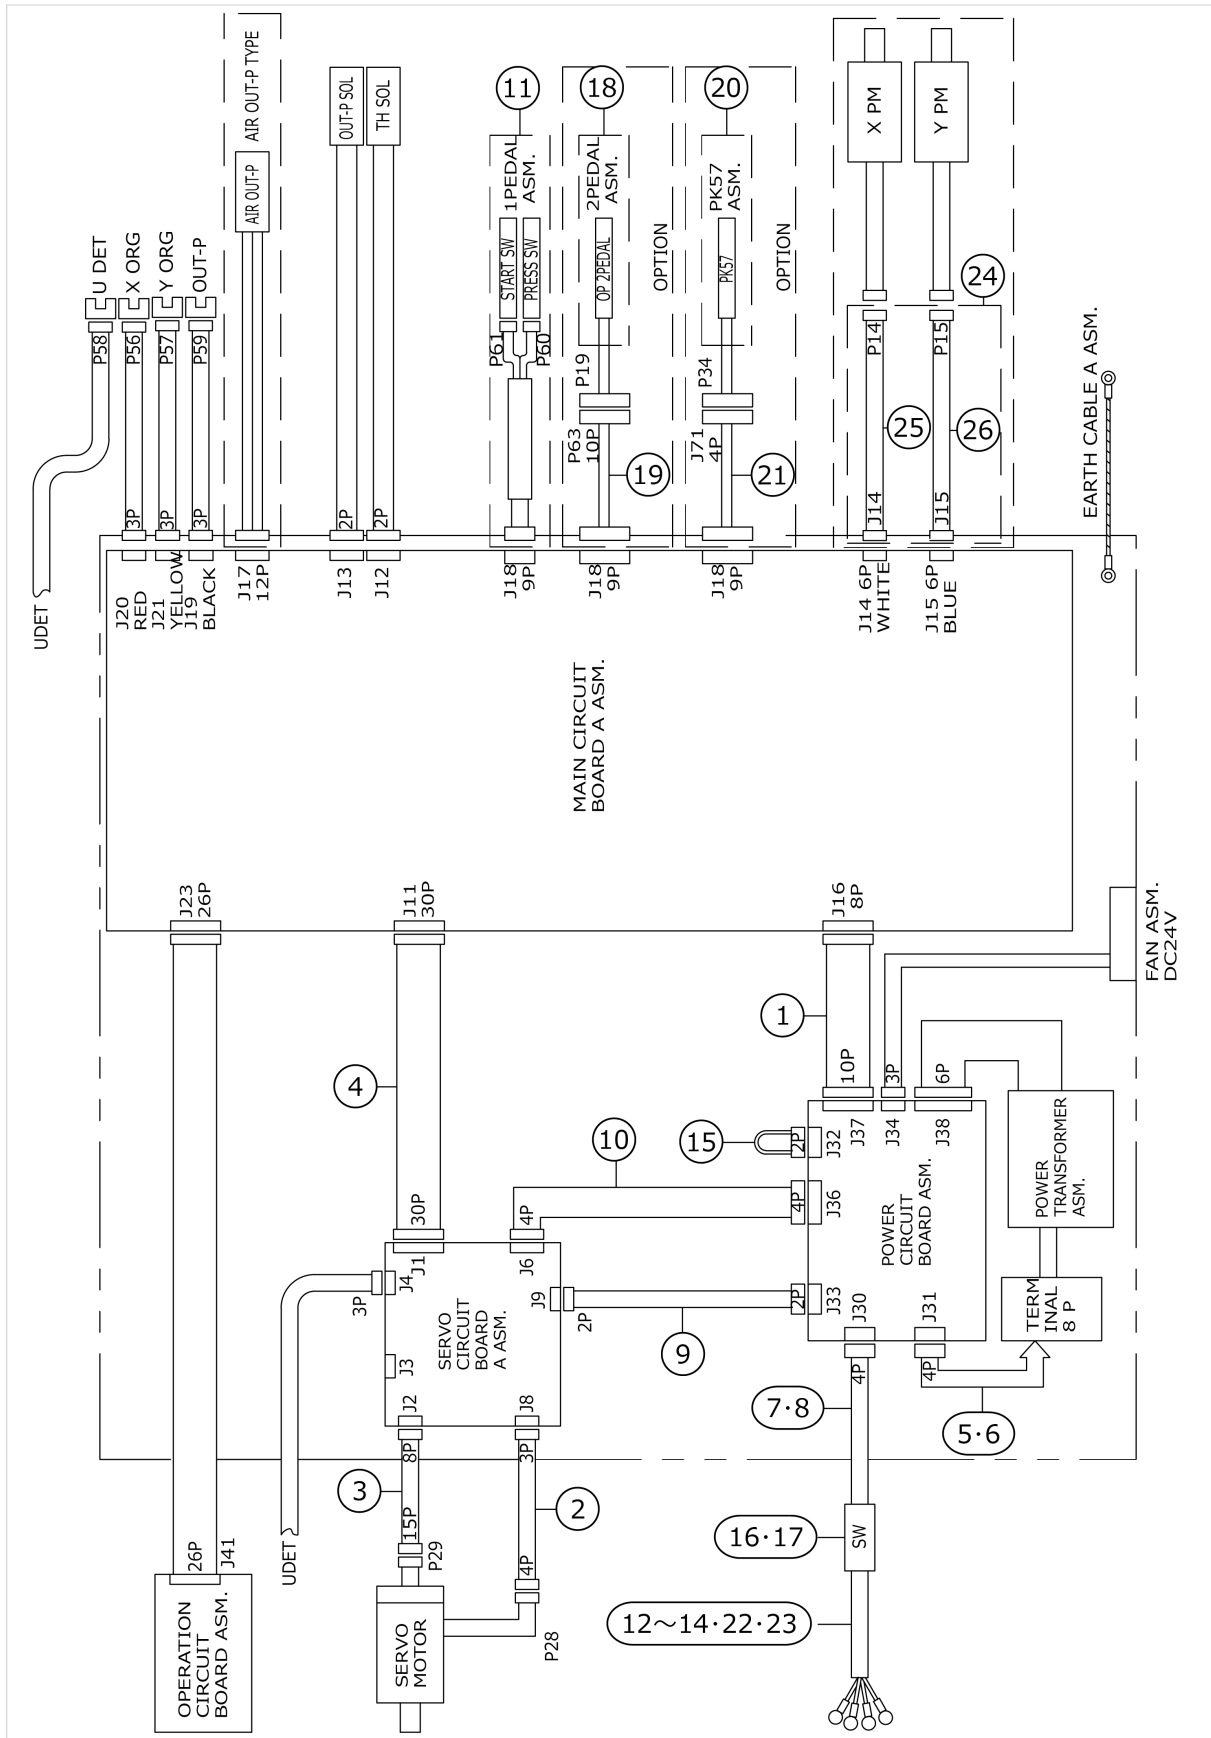 U DET
P58
X ORG
P56
Y ORG
P57
OUT-P
P59
AIR OUT-P TYPE
AIR OUT-P
OUT-P SOL
TH SOL
11
1PEDAL
ASM.
START SW
PRESS SW
P61
P60
18
2PEDAL
ASM.
OP 2PEDAL
OPTION
P19
P63
10P
19
20
PK57
ASM.
PK57
OPTION
P34
J71
4P
21
X PM
Y PM
24
P14
P15
25
26
J14
J15
EARTH CABLE A ASM.
UDET
3P
3P
3P
2P
2P
J20
RED
J21
YELLOW
J19
BLACK
J17
12P
J13
J12
J18
9P
J18
9P
J18
9P
J14 6P
WHITE
J15 6P
BLUE
MAIN CIRCUIT
BOARD A ASM.
J23
26P
J11
30P
J16
8P
FAN ASM.
DC24V
1
4
10
15
10P
3P
6P
2P
J32
J37
J34
J38
4P
J36
2P
J33
POWER
CIRCUIT
BOARD ASM.
J30
J31
POWER
TRANSFORMER
ASM.
TERM
INAL
8 P
30P
J1
4P
J6
3P
J4
J3
J9
2P
SERVO
CIRCUIT
BOARD
A ASM.
J2
J8
9
4P
4P
7・8
5・6
8P
3P
3
2
15P
4P
P29
P28
SERVO
MOTOR
UDET
26P
J41
OPERATION
CIRCUIT
BOARD ASM.
16・17
SW
12～14・22・23